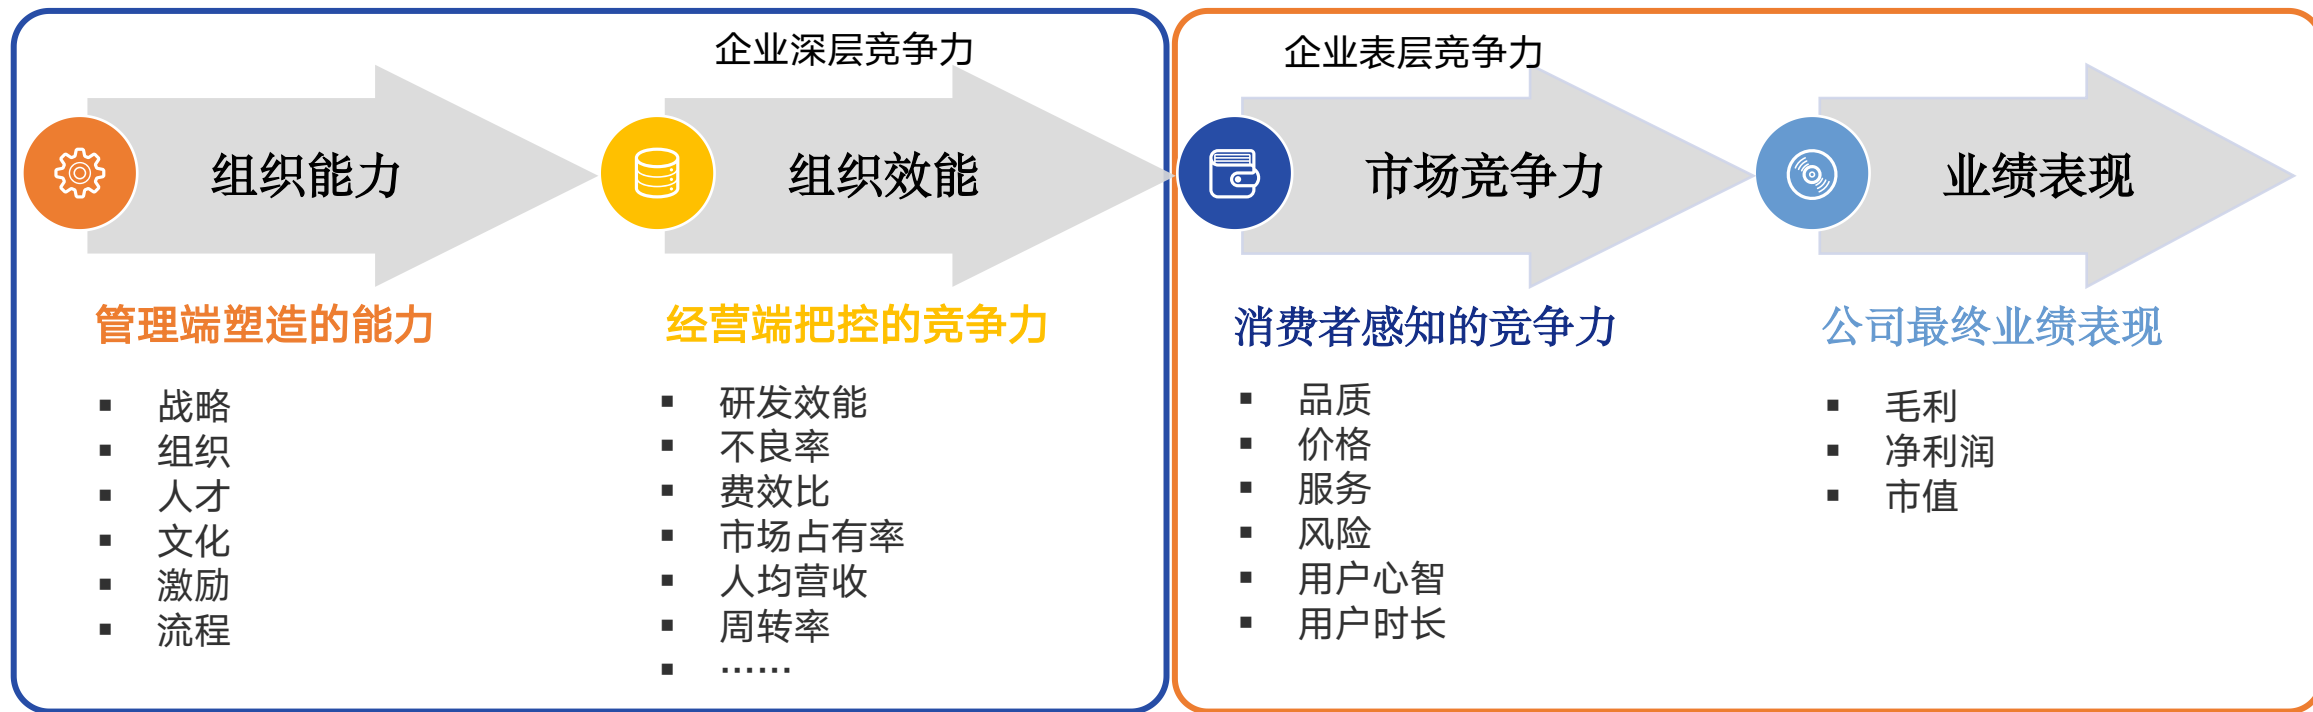 企业深层竞争力
企业表层竞争力
组织能力
组织效能
市场竞争力
业绩表现
管理端塑造的能力
▪ 战略
▪ 组织
▪ 人才
▪ 文化
▪ 激励
▪ 流程
经营端把控的竞争力
▪ 研发效能
▪ 不良率
▪ 费效比
▪ 市场占有率
▪ 人均营收
▪ 周转率
▪ ……
消费者感知的竞争力
▪ 品质
▪ 价格
▪ 服务
▪ 风险
▪ 用户心智
▪ 用户时长
公司最终业绩表现
▪ 毛利
▪ 净利润
▪ 市值